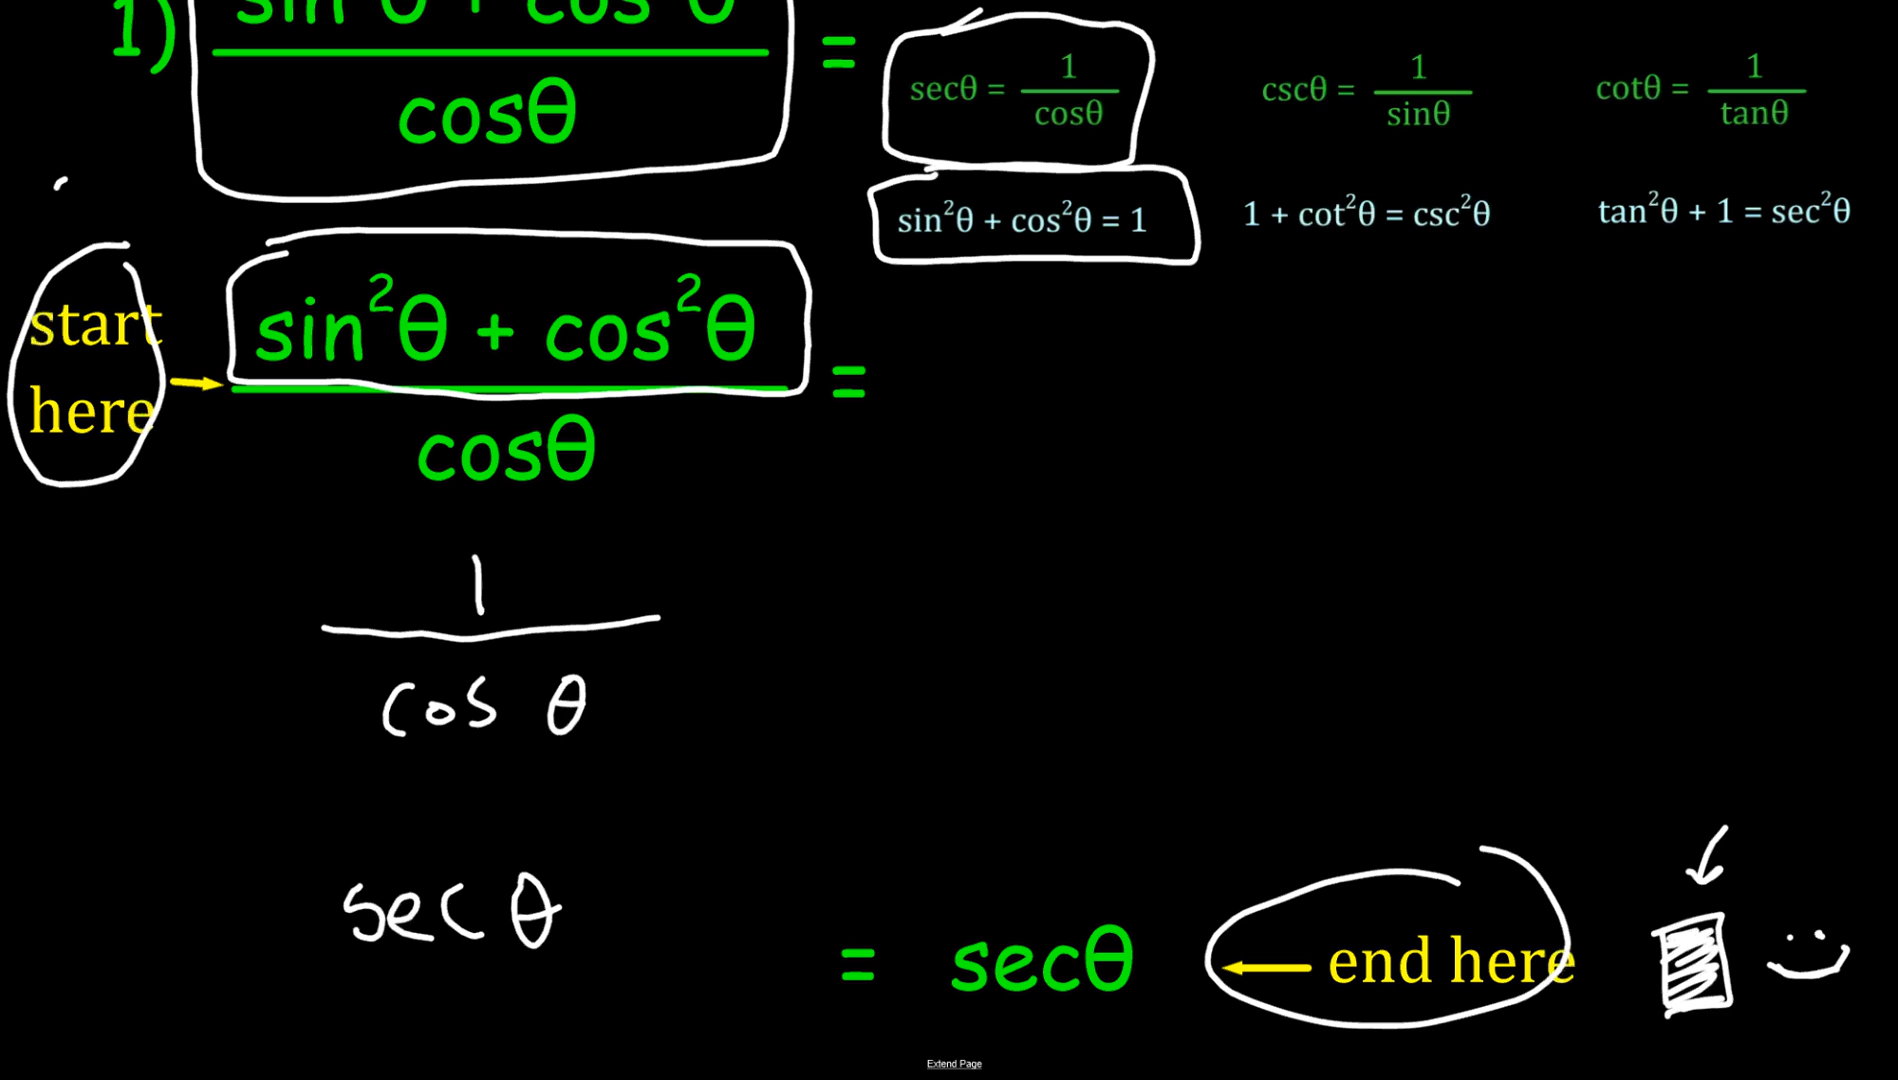 1) sin²θ + cos²θ
cosθ
=
secθ = 1/cosθ
cscθ = 1/sinθ
cotθ = 1/tanθ
sin²θ + cos²θ = 1
1 + cot²θ = csc²θ
tan²θ + 1 = sec²θ
start
here
sin²θ + cos²θ
=
cosθ
1
cos θ
sec θ
= secθ
end here
Extend Page